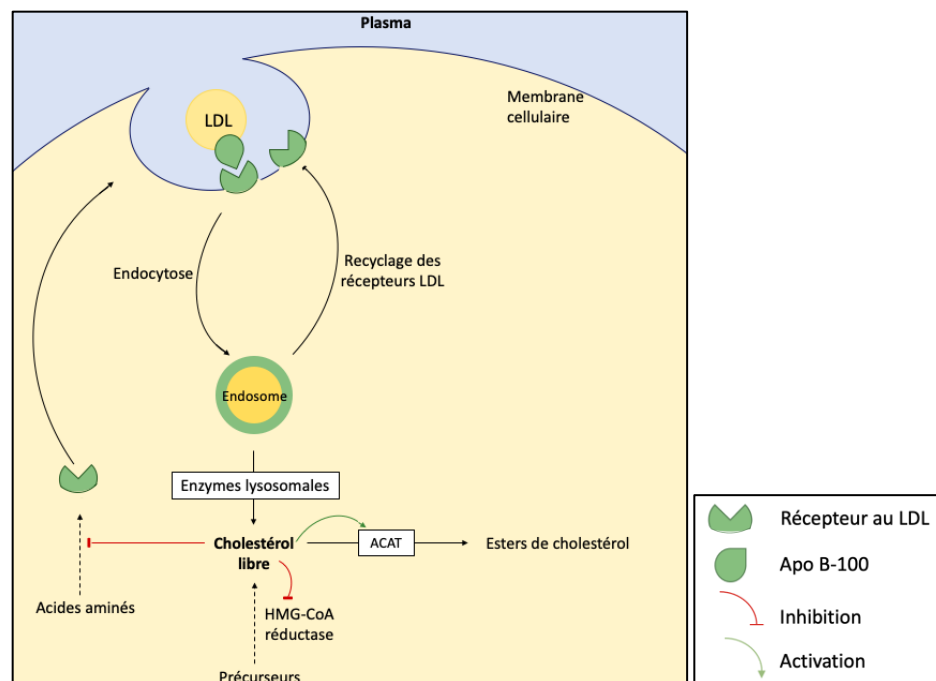 Plasma
Membrane
cellulaire
LDL
Endocytose
Recyclage des
récepteurs LDL
Endosome
Enzymes lysosomales
Cholestérol
libre
ACAT
Esters de cholestérol
Acides aminés
HMG-CoA
réductase
Précurseurs
Récepteur au LDL
Apo B-100
Inhibition
Activation